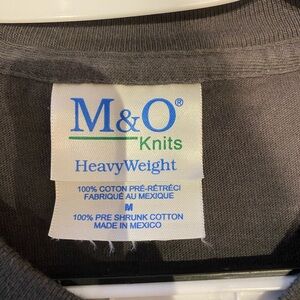 M&O®
Knits
HeavyWeight
100% COTON PRÉ-RÉTRÉCI
FABRIQUÉ AU MEXIQUE
M
100% PRE SHRUNK COTTON
MADE IN MEXICO